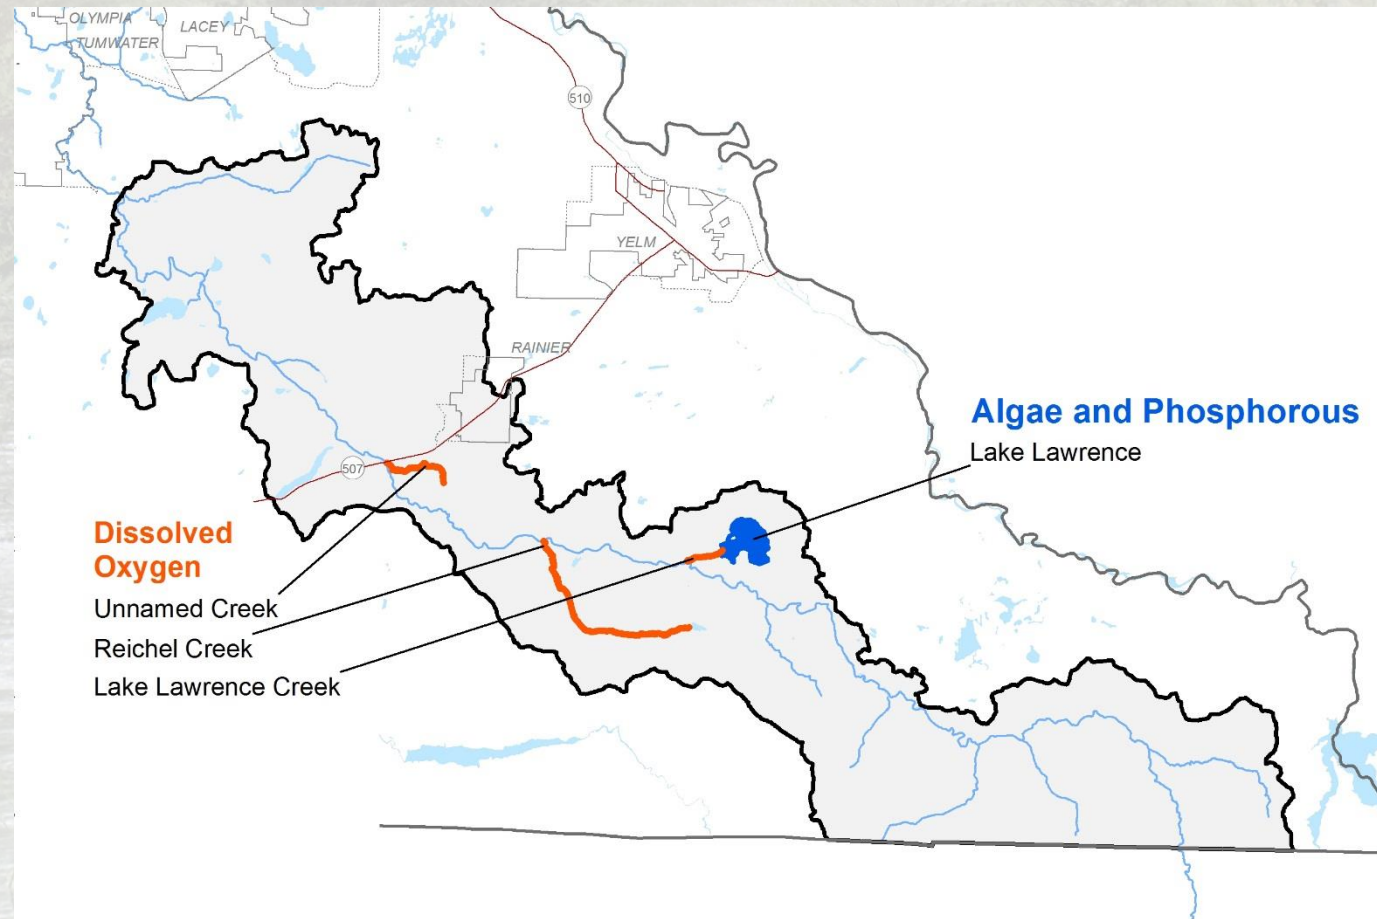 OLYMPIA
LACEY
TUMWATER
510
YELM
RAINIER
507
Algae and Phosphorous
Lake Lawrence
Dissolved
Oxygen
Unnamed Creek
Reichel Creek
Lake Lawrence Creek